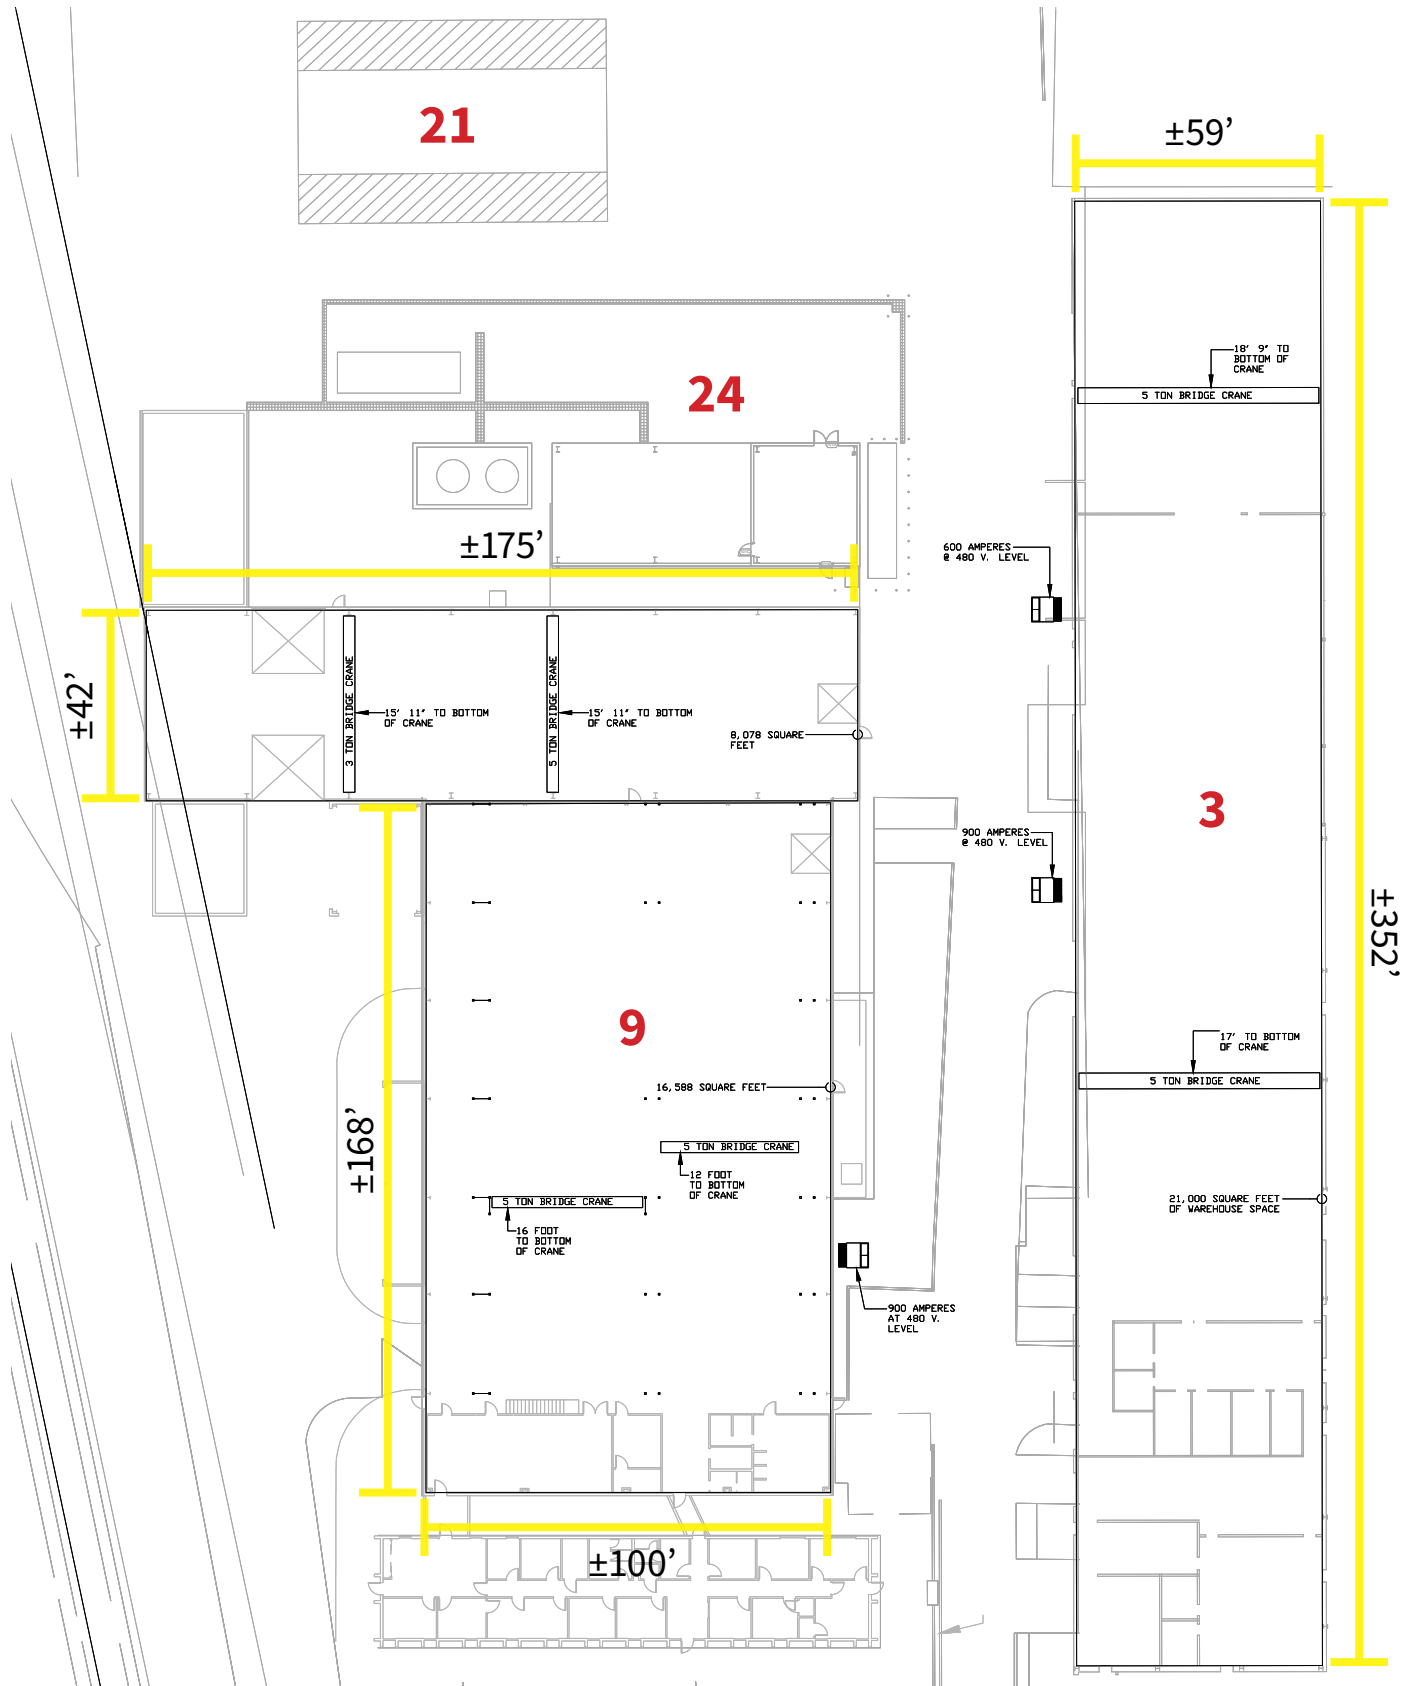 21
±59'
18' 9" TO
BOTTOM OF
CRANE
5 TON BRIDGE CRANE
24
±175'
600 AMPERES
@ 480 V. LEVEL
±42'
3 TON BRIDGE CRANE
15' 11" TO BOTTOM
OF CRANE
5 TON BRIDGE CRANE
15' 11" TO BOTTOM
OF CRANE
8,078 SQUARE
FEET
3
900 AMPERES
@ 480 V. LEVEL
±352'
9
17' TO BOTTOM
OF CRANE
5 TON BRIDGE CRANE
16,588 SQUARE FEET
±168'
5 TON BRIDGE CRANE
12 FOOT
TO BOTTOM
OF CRANE
5 TON BRIDGE CRANE
16 FOOT
TO BOTTOM
OF CRANE
21,000 SQUARE FEET
OF WAREHOUSE SPACE
900 AMPERES
AT 480 V.
LEVEL
±100'